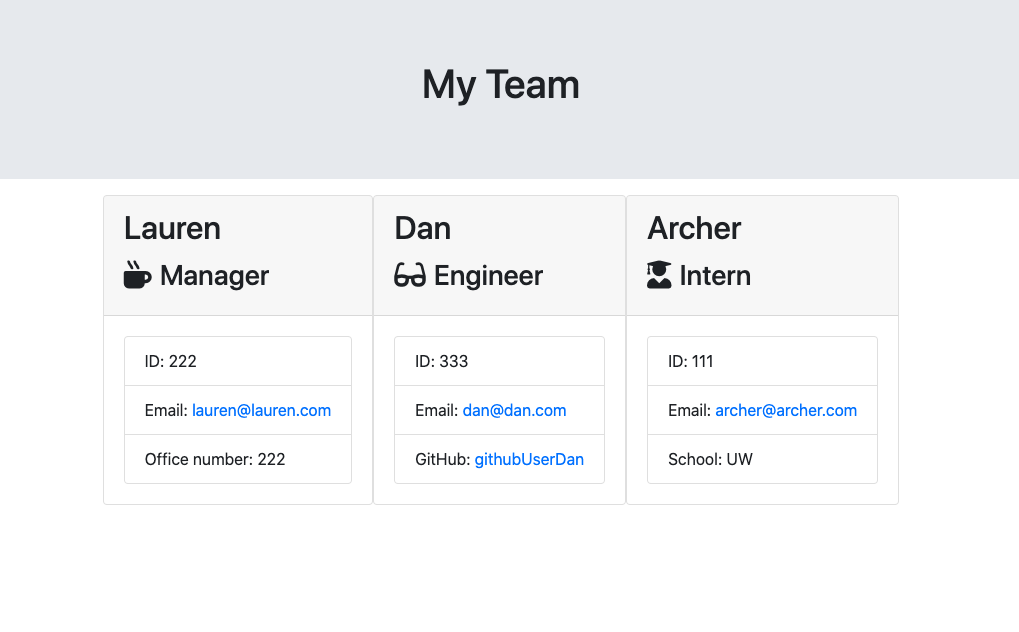 My Team
Lauren
Manager
ID: 222
Email: lauren@lauren.com
Office number: 222
Dan
Engineer
ID: 333
Email: dan@dan.com
GitHub: githubUserDan
Archer
Intern
ID: 111
Email: archer@archer.com
School: UW